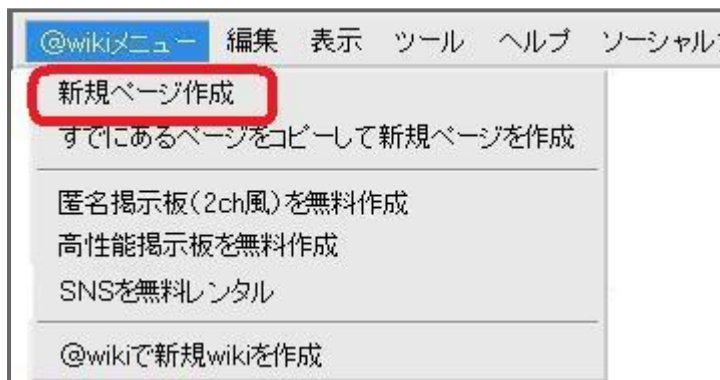 @wikiメニュー 編集 表示 ツール ヘルプ ソーシャル
新規ページ作成
すでにあるページをコピーして新規ページを作成
匿名掲示板(2ch風)を無料作成
高性能掲示板を無料作成
SNSを無料レンタル
@wikiで新規wikiを作成